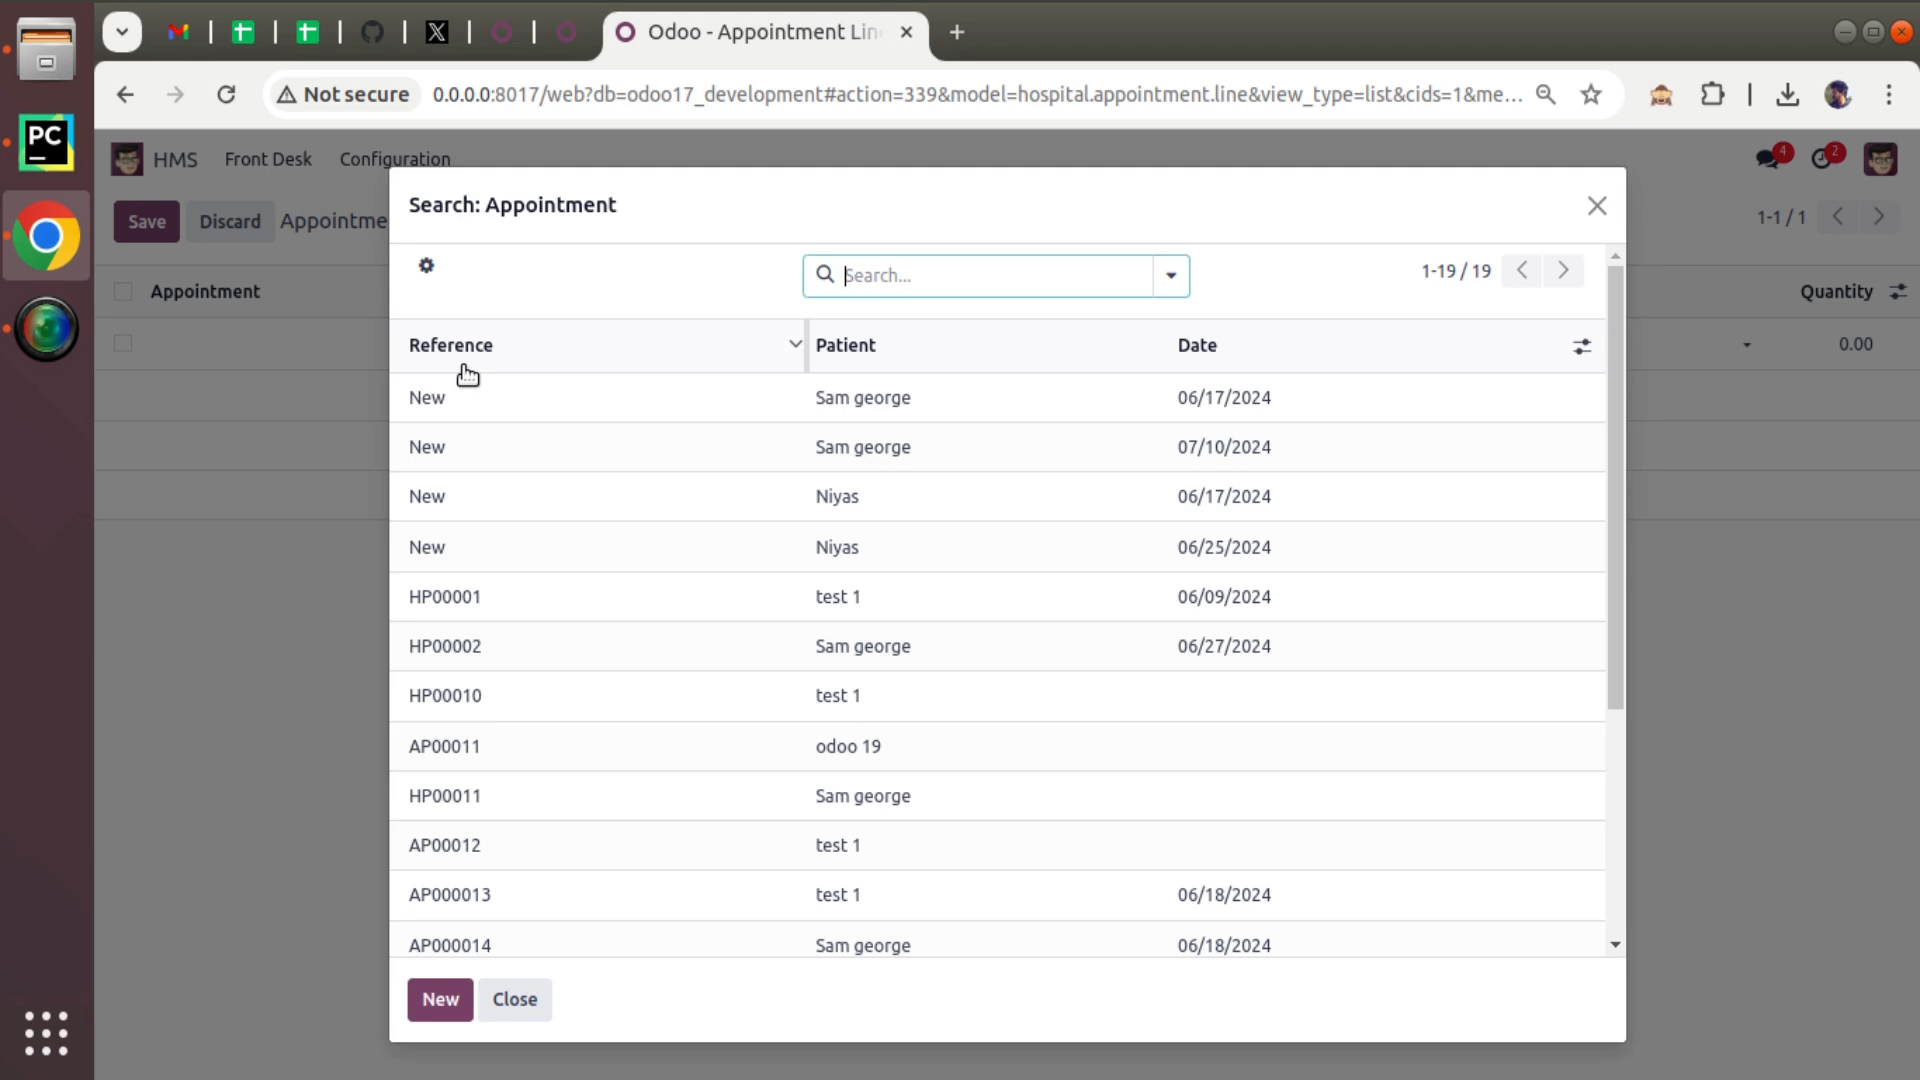 Odoo - Appointment Lin
Not secure
0.0.0.0:8017/web?db=odoo17_development#action=339&model=hospital.appointment.line&view_type=list&cids=1&me...
PC
HMS
Front Desk
Configuration
4
2
Save
Discard
Appointme
1-1 / 1
Search: Appointment
Search...
1-19 / 19
Appointment
Quantity
0.00
Reference
Patient
Date
New
Sam george
06/17/2024
New
Sam george
07/10/2024
New
Niyas
06/17/2024
New
Niyas
06/25/2024
HP00001
test 1
06/09/2024
HP00002
Sam george
06/27/2024
HP00010
test 1
AP00011
odoo 19
HP00011
Sam george
AP00012
test 1
AP000013
test 1
06/18/2024
AP000014
Sam george
06/18/2024
New
Close